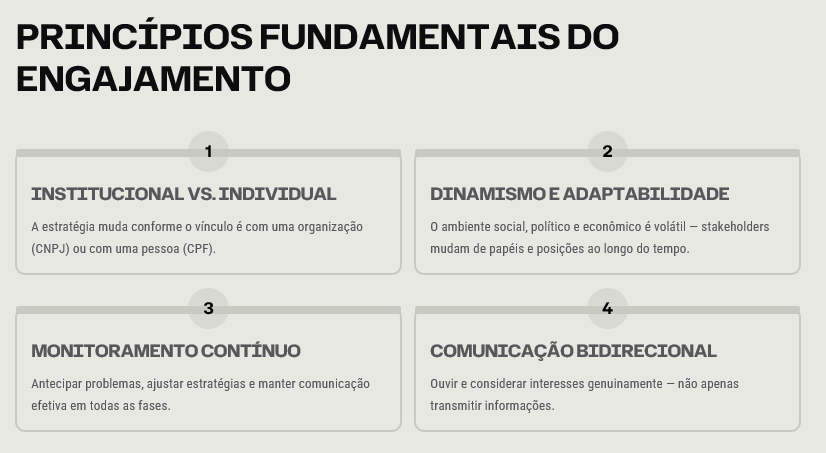 PRINCÍPIOS FUNDAMENTAIS DO
ENGAJAMENTO
1
INSTITUCIONAL VS. INDIVIDUAL
A estratégia muda conforme o vínculo é com uma organização
(CNPJ) ou com uma pessoa (CPF).
2
DINAMISMO E ADAPTABILIDADE
O ambiente social, político e econômico é volátil — stakeholders
mudam de papéis e posições ao longo do tempo.
3
MONITORAMENTO CONTÍNUO
Antecipar problemas, ajustar estratégias e manter comunicação
efetiva em todas as fases.
4
COMUNICAÇÃO BIDIRECIONAL
Ouvir e considerar interesses genuinamente — não apenas
transmitir informações.